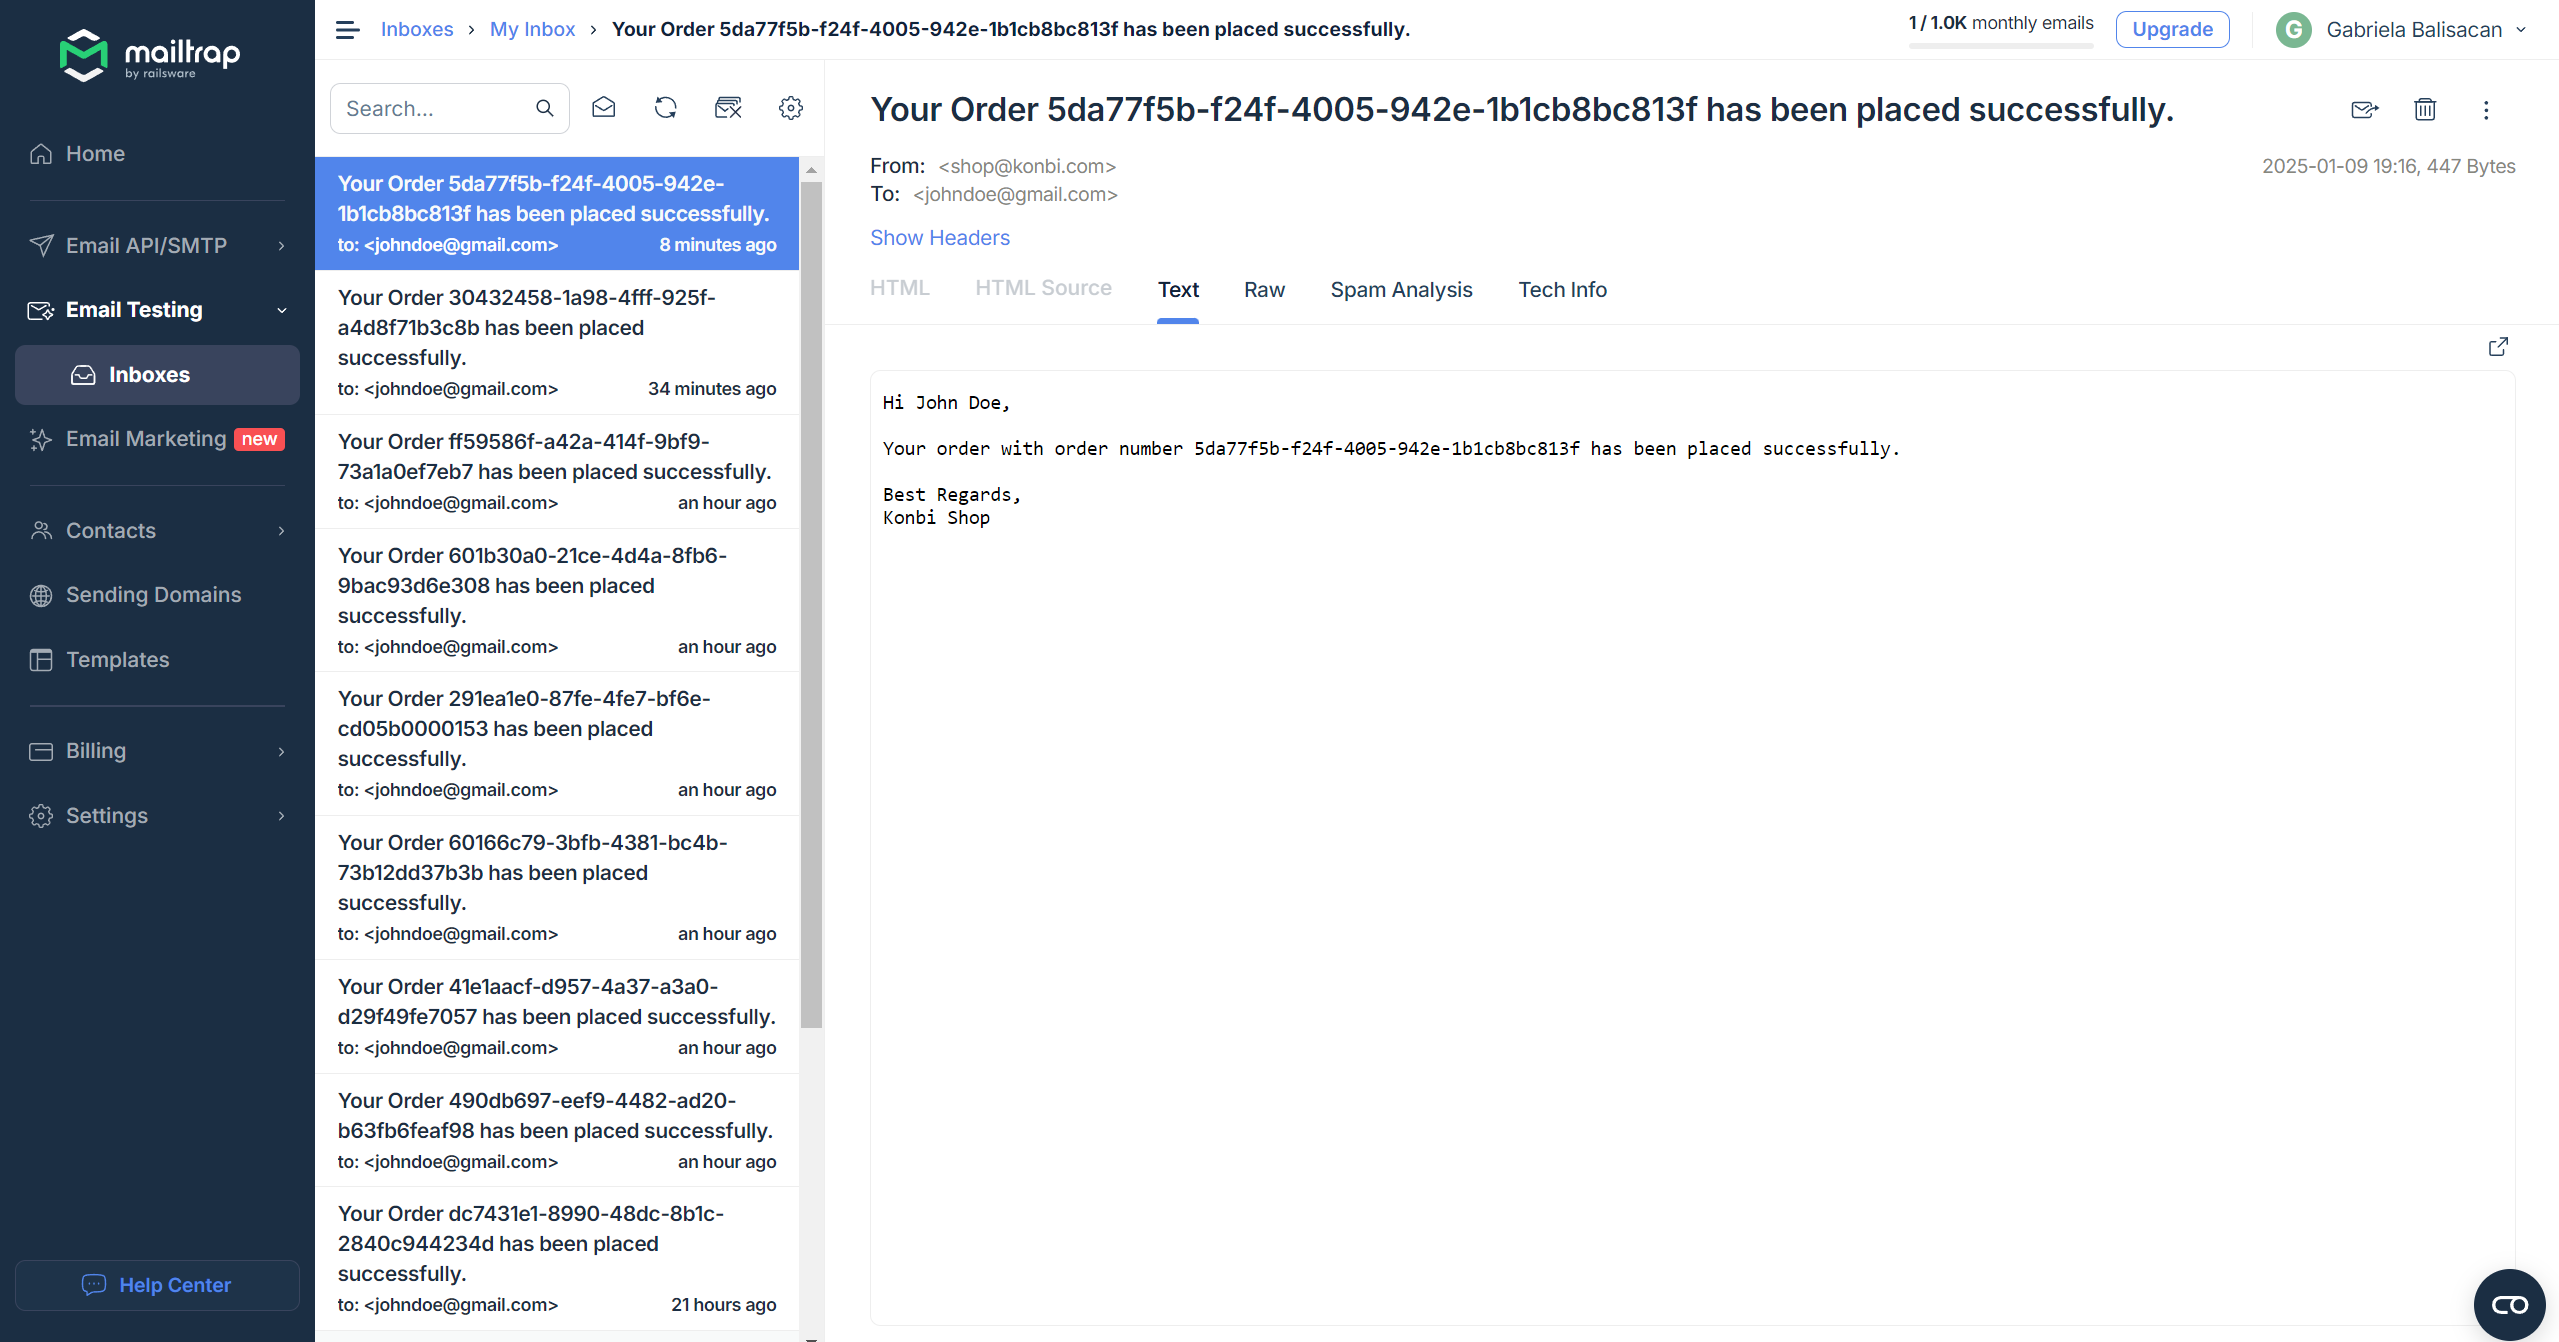 mailtrap
by railsware
Home
Email API/SMTP
Email Testing
Inboxes
Email Marketing new
Contacts
Sending Domains
Templates
Billing
Settings
Help Center
Inboxes › My Inbox › Your Order 5da77f5b-f24f-4005-942e-1b1cb8bc813f has been placed successfully.
1 / 1.0K monthly emails
Upgrade
G Gabriela Balisacan
Search...
Your Order 5da77f5b-f24f-4005-942e-
1b1cb8bc813f has been placed successfully.
to: <johndoe@gmail.com> 8 minutes ago
Your Order 30432458-1a98-4fff-925f-
a4d8f71b3c8b has been placed
successfully.
to: <johndoe@gmail.com> 34 minutes ago
Your Order ff59586f-a42a-414f-9bf9-
73a1a0ef7eb7 has been placed successfully.
to: <johndoe@gmail.com> an hour ago
Your Order 601b30a0-21ce-4d4a-8fb6-
9bac93d6e308 has been placed
successfully.
to: <johndoe@gmail.com> an hour ago
Your Order 291ea1e0-87fe-4fe7-bf6e-
cd05b0000153 has been placed
successfully.
to: <johndoe@gmail.com> an hour ago
Your Order 60166c79-3bfb-4381-bc4b-
73b12dd37b3b has been placed
successfully.
to: <johndoe@gmail.com> an hour ago
Your Order 41e1aacf-d957-4a37-a3a0-
d29f49fe7057 has been placed successfully.
to: <johndoe@gmail.com> an hour ago
Your Order 490db697-eef9-4482-ad20-
b63fb6feaf98 has been placed successfully.
to: <johndoe@gmail.com> an hour ago
Your Order dc7431e1-8990-48dc-8b1c-
2840c944234d has been placed
successfully.
to: <johndoe@gmail.com> 21 hours ago
Your Order 5da77f5b-f24f-4005-942e-1b1cb8bc813f has been placed successfully.
From: <shop@konbi.com>
2025-01-09 19:16, 447 Bytes
To: <johndoe@gmail.com>
Show Headers
HTML HTML Source Text Raw Spam Analysis Tech Info
Hi John Doe,
Your order with order number 5da77f5b-f24f-4005-942e-1b1cb8bc813f has been placed successfully.
Best Regards,
Konbi Shop